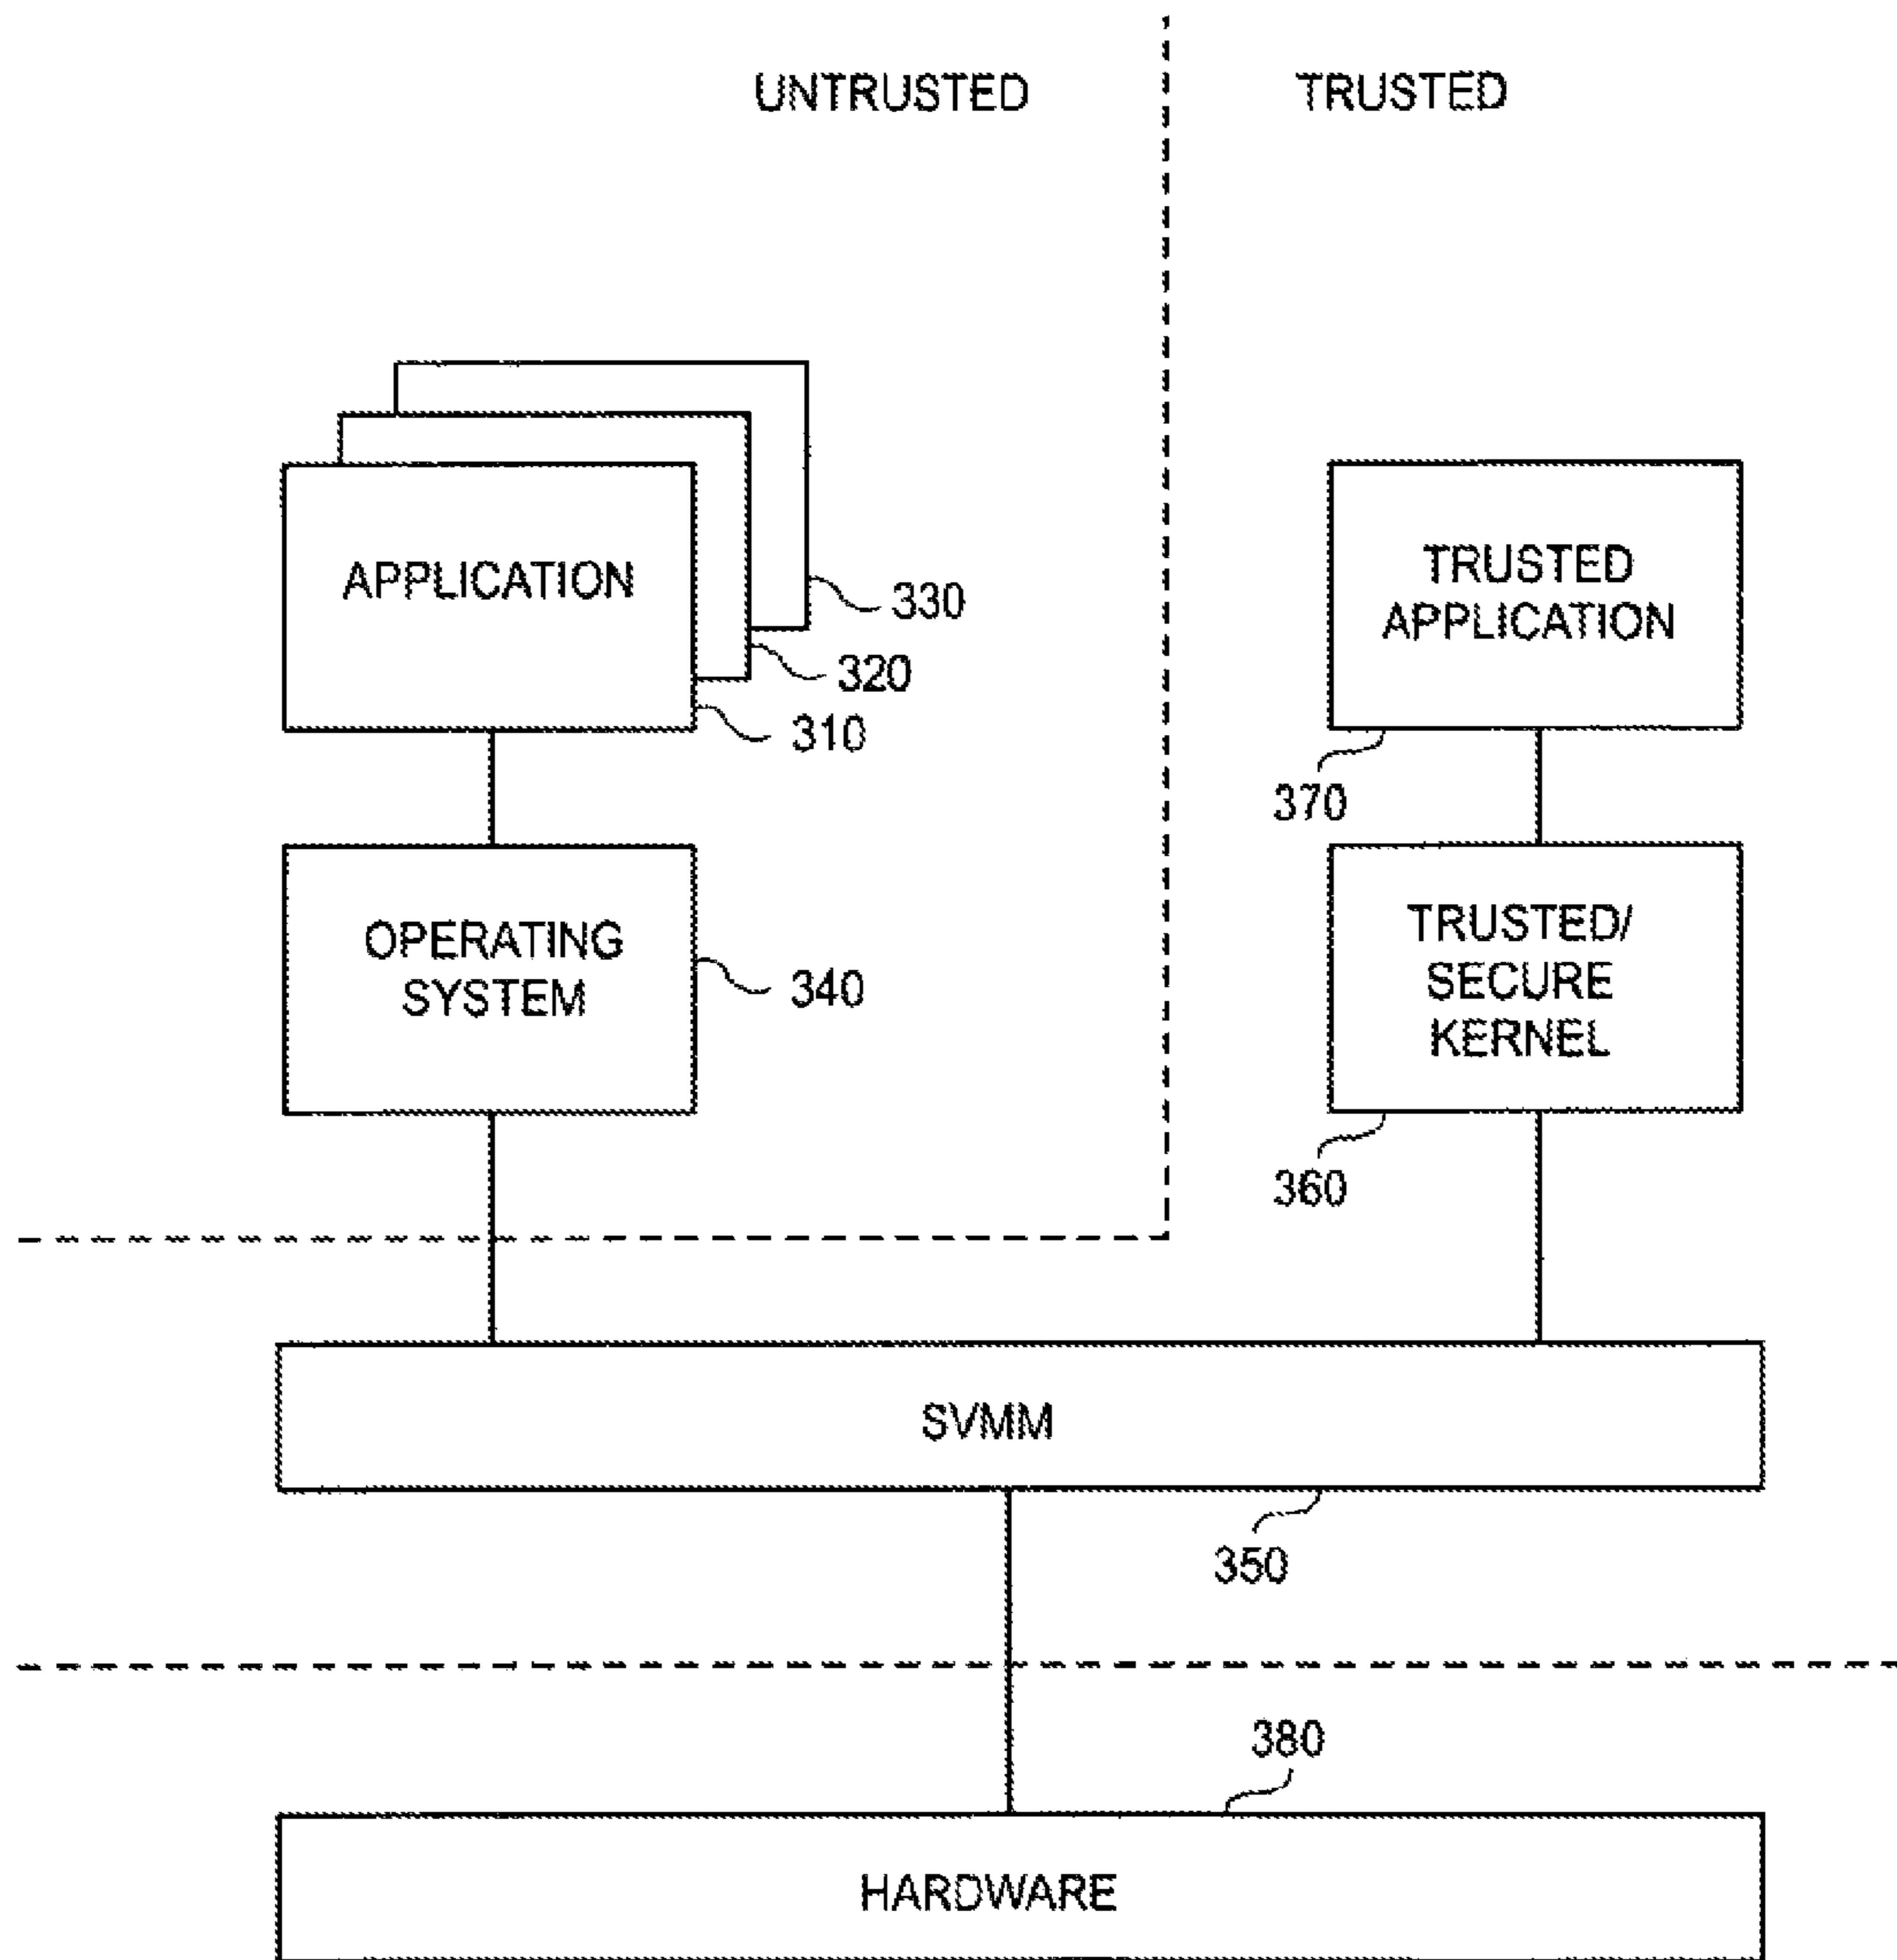 UNTRUSTED
TRUSTED
APPLICATION
330
320
310
TRUSTED
APPLICATION
370
OPERATING
SYSTEM
340
TRUSTED/
SECURE
KERNEL
360
SVMM
350
380
HARDWARE